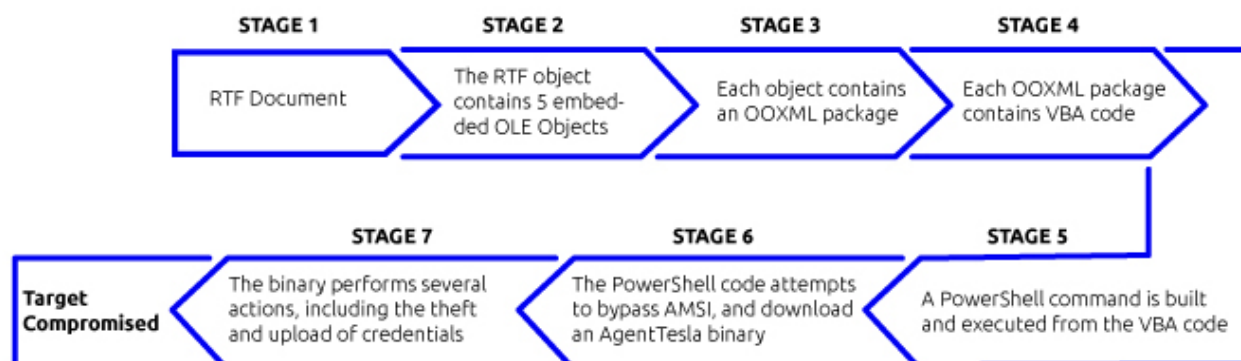 STAGE 1
RTF Document
STAGE 2
The RTF object
contains 5 embed-
ded OLE Objects
STAGE 3
Each object contains
an OOXML package
STAGE 4
Each OOXML package
contains VBA code
STAGE 5
A PowerShell command is built
and executed from the VBA code
STAGE 6
The PowerShell code attempts
to bypass AMSI, and download
an AgentTesla binary
STAGE 7
The binary performs several
actions, including the theft
and upload of credentials
Target
Compromised